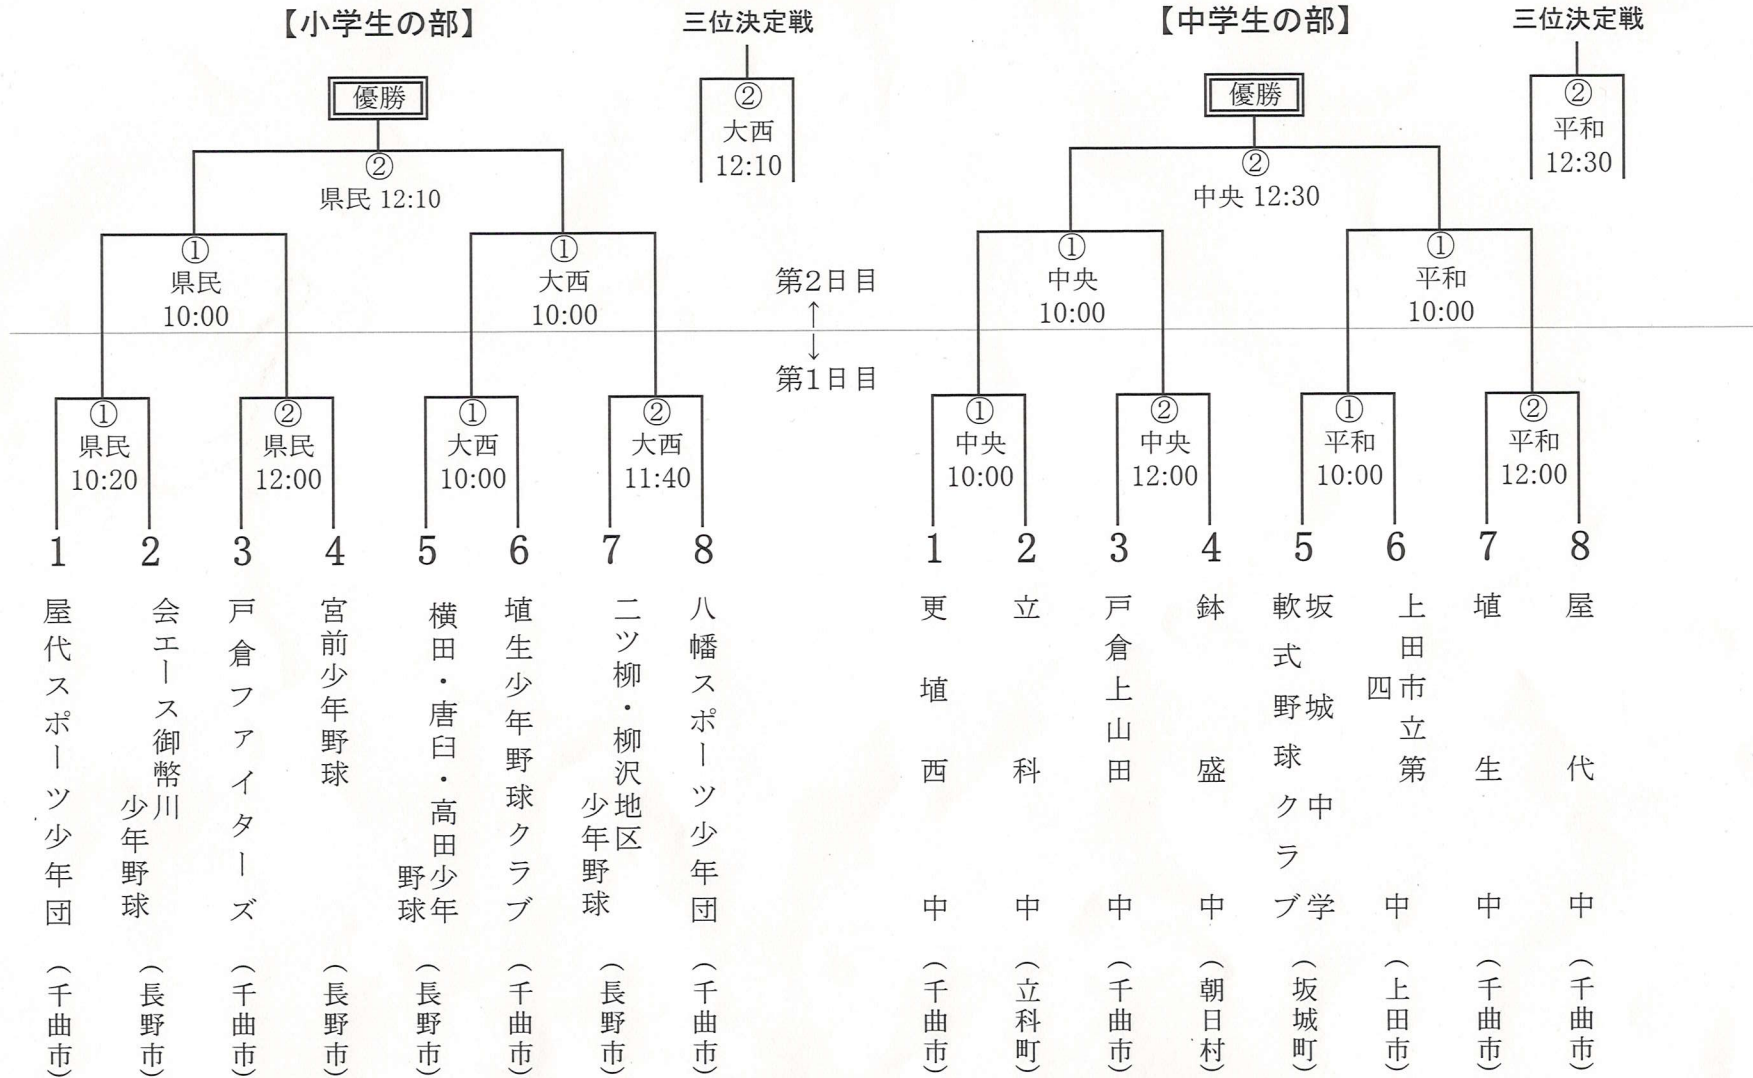 【小学生の部】
三位決定戦
②
大西
12:10
優勝
②
県民 12:10
①
県民
10:00
①
大西
10:00
①
県民
10:20
②
県民
12:00
①
大西
10:00
②
大西
11:40
1
2
3
4
5
6
7
8
屋代スポーツ少年団
(千曲市)
会エース御幣川
少年野球
(長野市)
戸倉ファイターズ
(千曲市)
宮前少年野球
(長野市)
横田・唐臼・高田少年
野球
(長野市)
埴生少年野球クラブ
(千曲市)
二ツ柳・柳沢地区
少年野球
(長野市)
八幡スポーツ少年団
(千曲市)
第2日目
↑
↓
第1日目
【中学生の部】
三位決定戦
②
平和
12:30
優勝
②
中央 12:30
①
中央
10:00
①
平和
10:00
①
中央
10:00
②
中央
12:00
①
平和
10:00
②
平和
12:00
1
2
3
4
5
6
7
8
更埴西中
(千曲市)
立科中
(立科町)
戸倉上山田中
(千曲市)
鉢盛中
(朝日村)
坂城中学
軟式野球クラブ
(坂城町)
上田市立第
四中
(上田市)
埴生中
(千曲市)
屋代中
(千曲市)